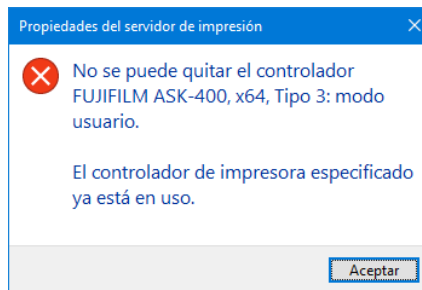 Propiedades del servidor de impresión
No se puede quitar el controlador
FUJIFILM ASK-400, x64, Tipo 3: modo
usuario.
El controlador de impresora especificado
ya está en uso.
Aceptar